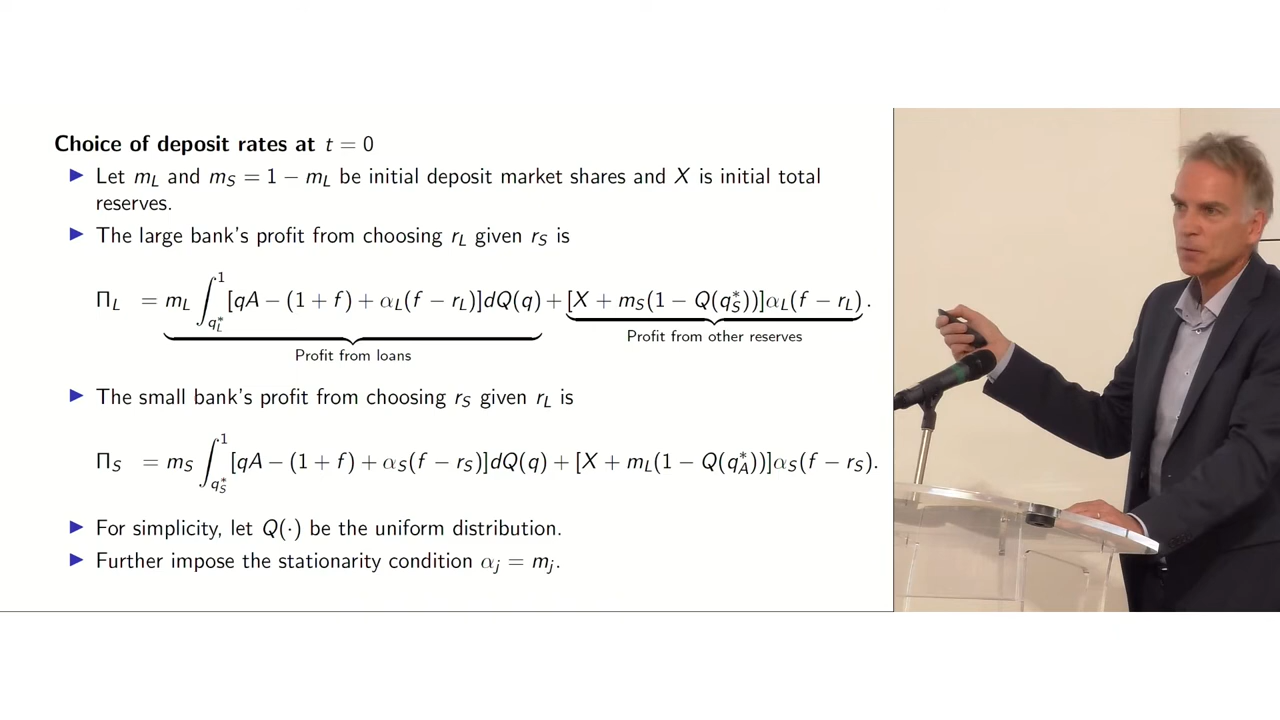 Choice of deposit rates at t = 0
▶ Let m_L and m_S = 1 − m_L be initial deposit market shares and X is initial total
reserves.
▶ The large bank's profit from choosing r_L given r_S is
Π_L = m_L ∫_{q_L^*}^1 [qA − (1 + f) + α_L(f − r_L)]dQ(q) + [X + m_S(1 − Q(q_S^*))]α_L(f − r_L).
Profit from loans
Profit from other reserves
▶ The small bank's profit from choosing r_S given r_L is
Π_S = m_S ∫_{q_S^*}^1 [qA − (1 + f) + α_S(f − r_S)]dQ(q) + [X + m_L(1 − Q(q_A^*))]α_S(f − r_S).
▶ For simplicity, let Q(·) be the uniform distribution.
▶ Further impose the stationarity condition α_j = m_j.